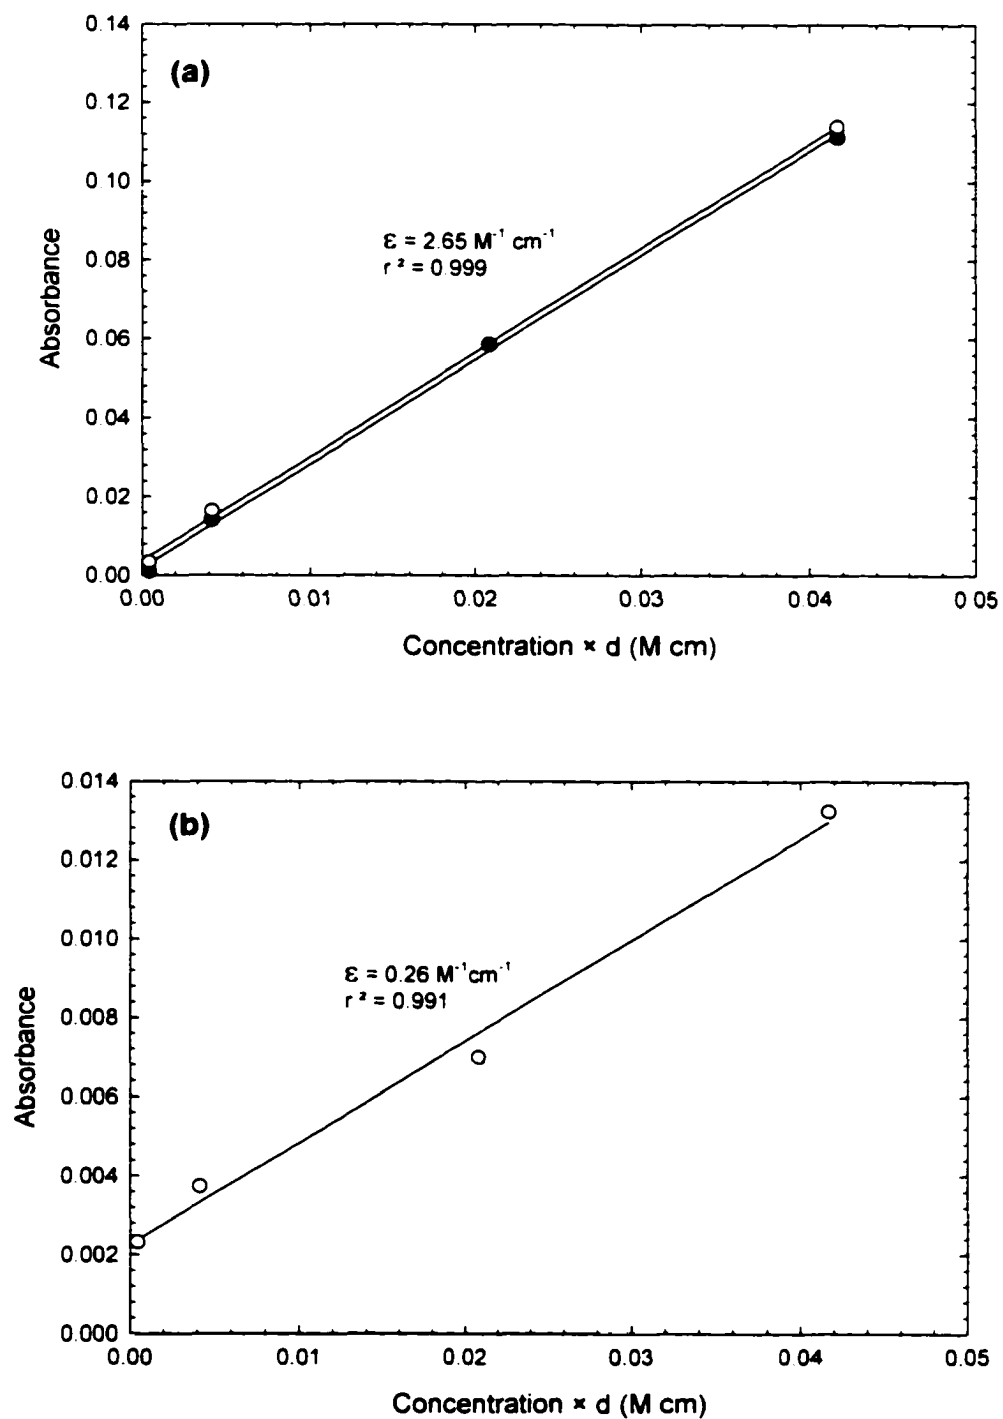 (a)
0.14
0.12
0.10
0.08
0.06
0.04
0.02
0.00
Absorbance
ε = 2.65 M⁻¹ cm⁻¹
r ² = 0.999
0.00 0.01 0.02 0.03 0.04 0.05
Concentration × d (M cm)
(b)
0.014
0.012
0.010
0.008
0.006
0.004
0.002
0.000
Absorbance
ε = 0.26 M⁻¹cm⁻¹
r ² = 0.991
0.00 0.01 0.02 0.03 0.04 0.05
Concentration × d (M cm)